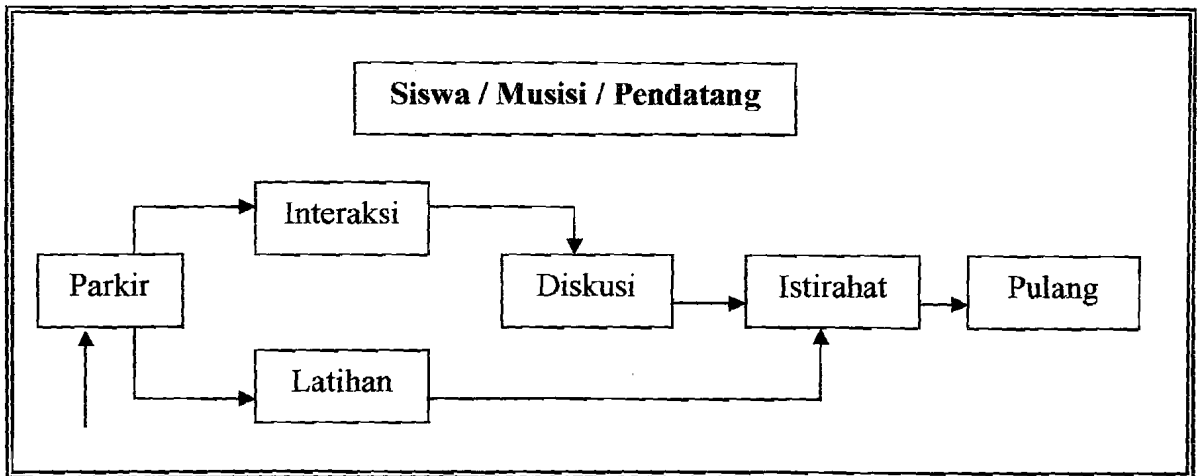 Siswa / Musisi / Pendatang
Interaksi
Parkir
Diskusi
Istirahat
Pulang
Latihan